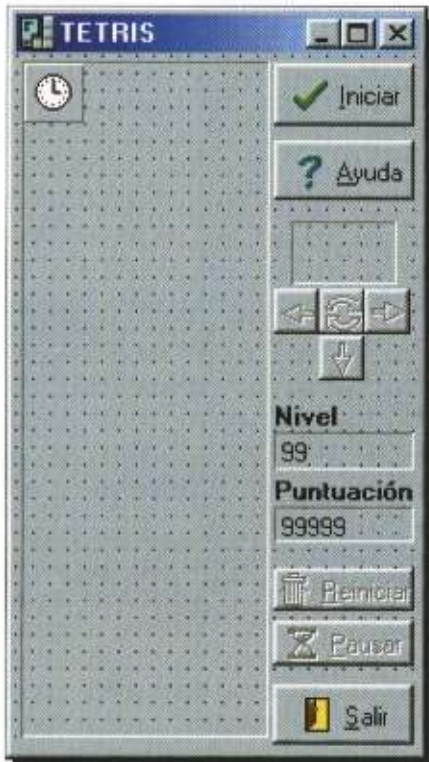 TETRIS
Iniciar
Ayuda
Nivel
99
Puntuación
99999
Reiniciar
Pausar
Salir